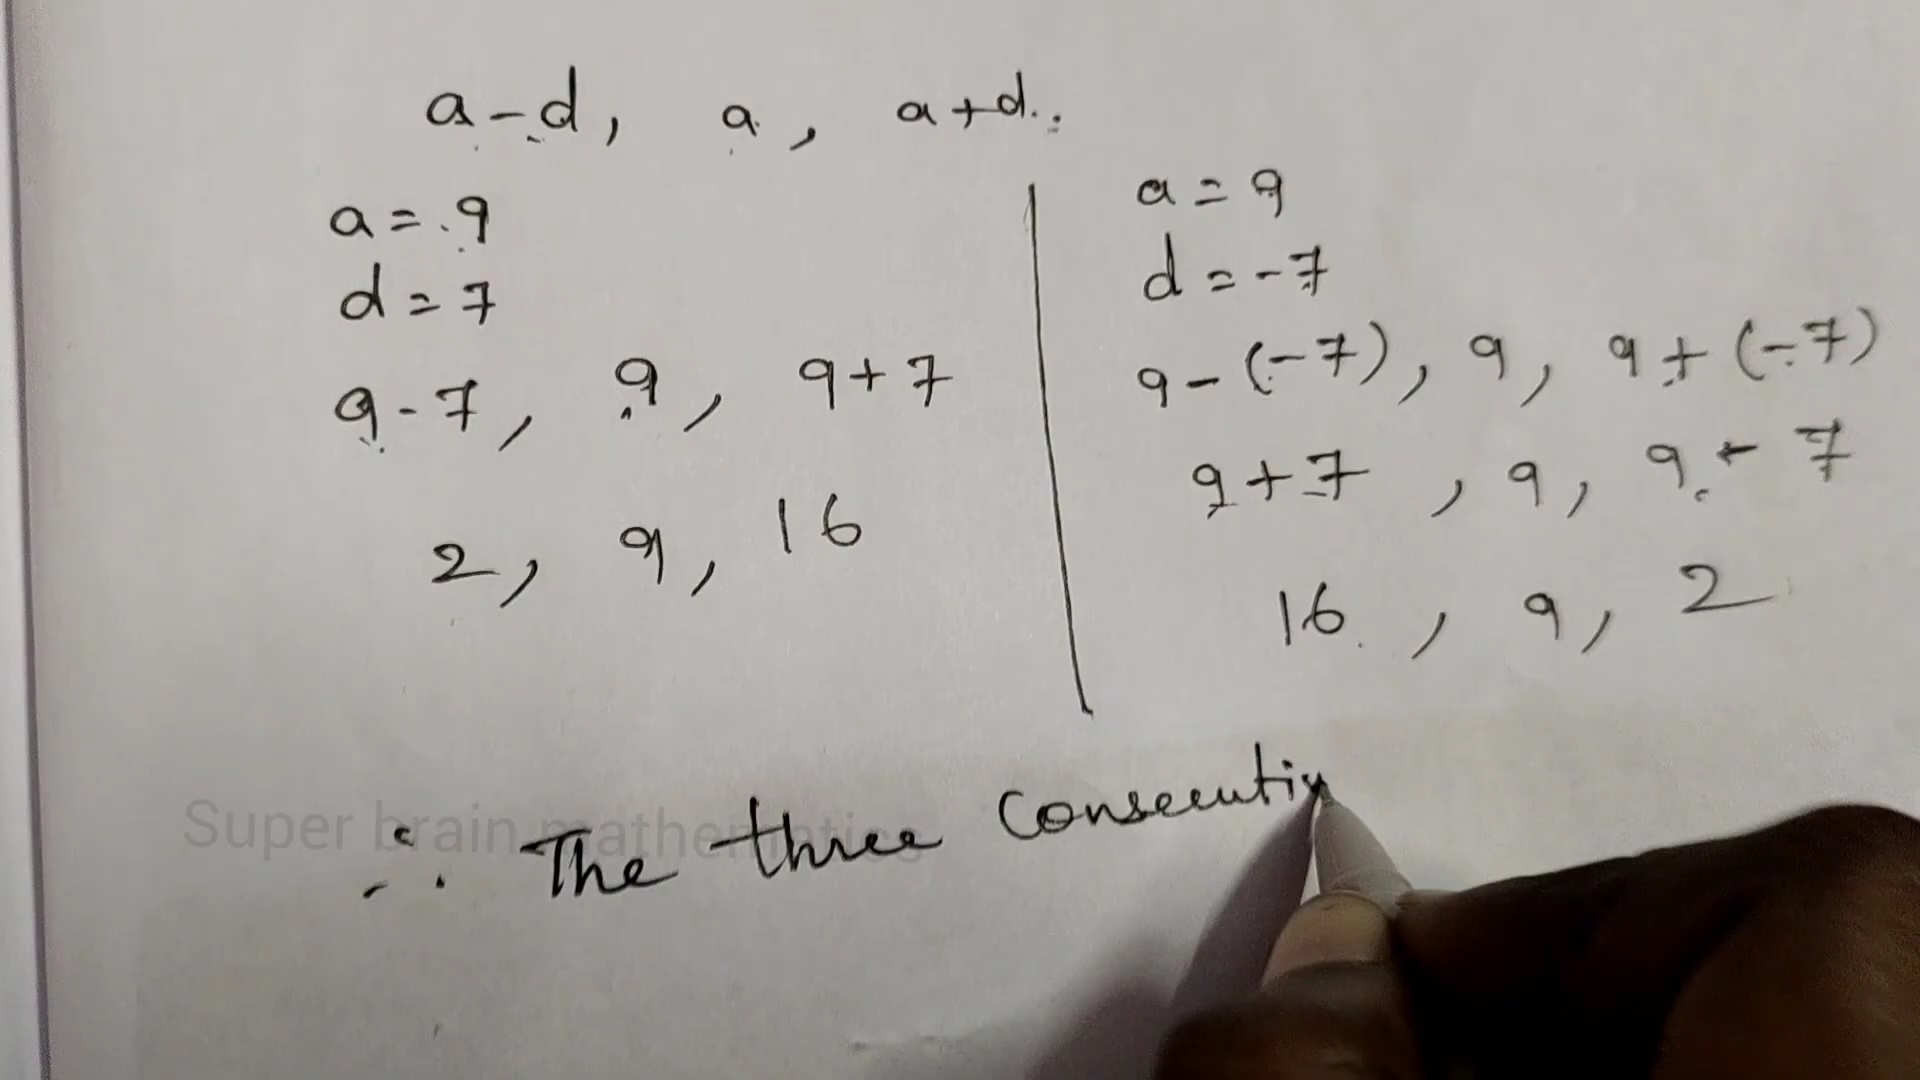 a-d, a, a+d.
a = 9
d = 7
9-7, 9, 9+7
2, 9, 16
a = 9
d = -7
9-(-7), 9, 9+(-7)
9+7, 9, 9-7
16, 9, 2
Super brain mathematics
∴ The three Consecutiv